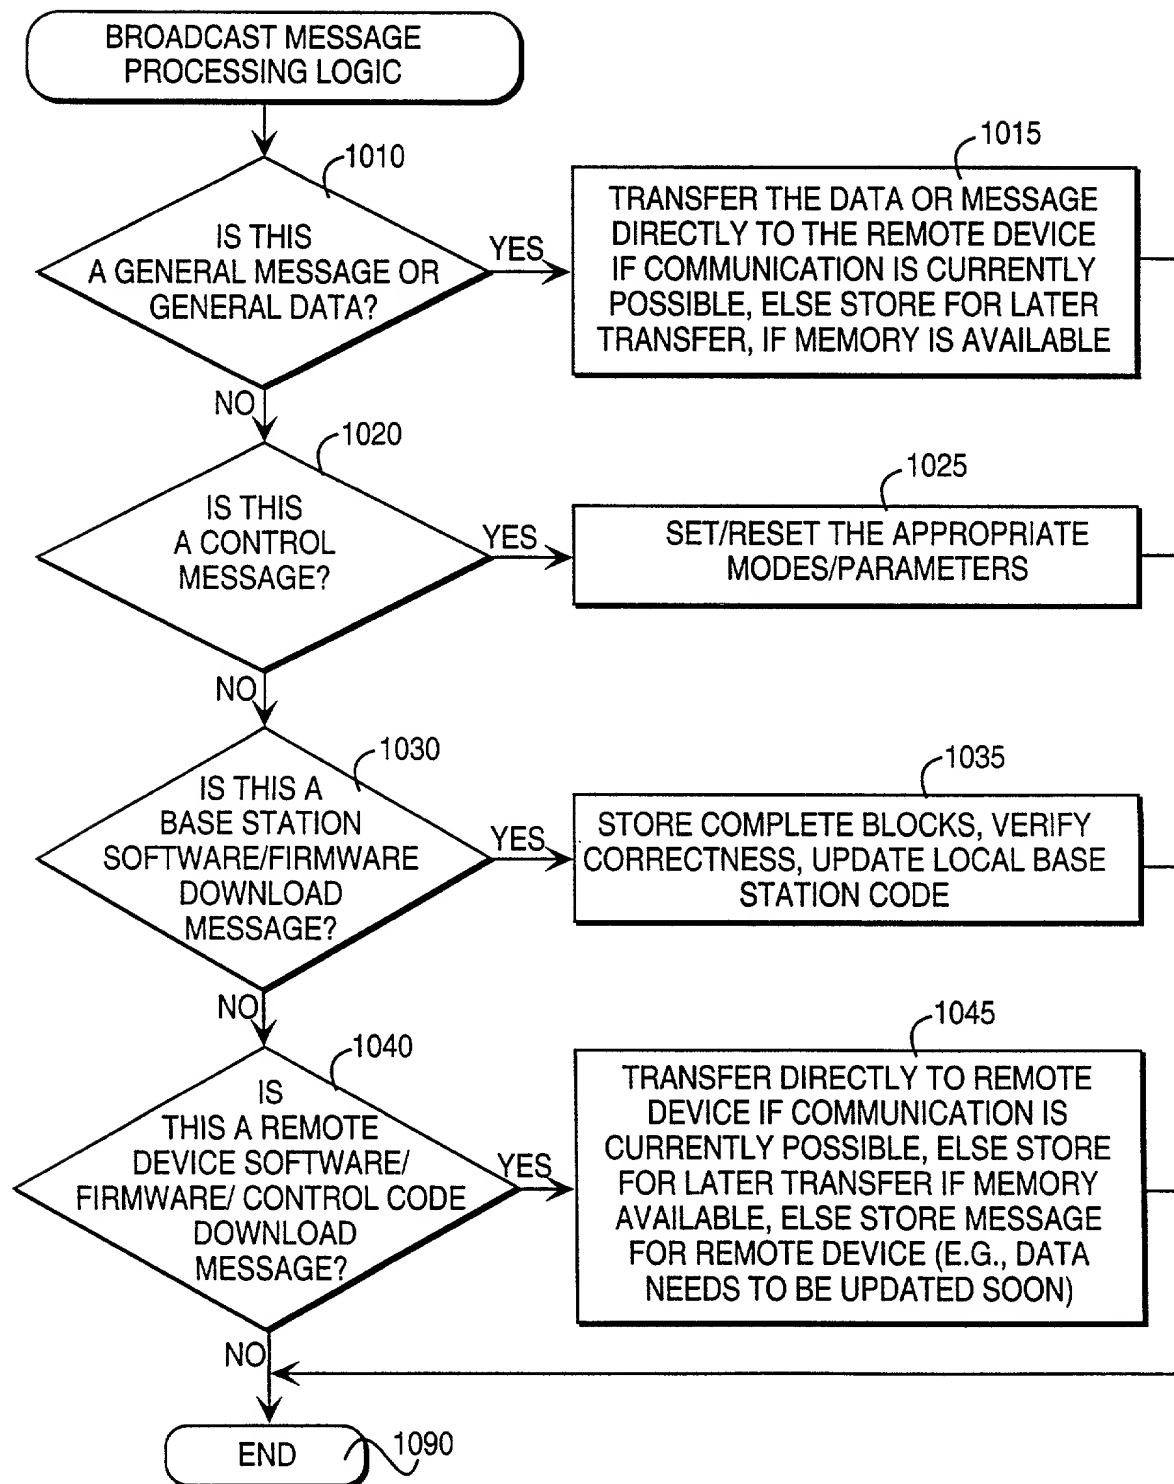 BROADCAST MESSAGE
PROCESSING LOGIC
1010
IS THIS
A GENERAL MESSAGE OR
GENERAL DATA?
YES
1015
TRANSFER THE DATA OR MESSAGE
DIRECTLY TO THE REMOTE DEVICE
IF COMMUNICATION IS CURRENTLY
POSSIBLE, ELSE STORE FOR LATER
TRANSFER, IF MEMORY IS AVAILABLE
NO
1020
IS THIS
A CONTROL
MESSAGE?
YES
1025
SET/RESET THE APPROPRIATE
MODES/PARAMETERS
NO
1030
IS THIS A
BASE STATION
SOFTWARE/FIRMWARE
DOWNLOAD
MESSAGE?
YES
1035
STORE COMPLETE BLOCKS, VERIFY
CORRECTNESS, UPDATE LOCAL BASE
STATION CODE
NO
1040
IS
THIS A REMOTE
DEVICE SOFTWARE/
FIRMWARE/ CONTROL CODE
DOWNLOAD
MESSAGE?
YES
1045
TRANSFER DIRECTLY TO REMOTE
DEVICE IF COMMUNICATION IS
CURRENTLY POSSIBLE, ELSE STORE
FOR LATER TRANSFER IF MEMORY
AVAILABLE, ELSE STORE MESSAGE
FOR REMOTE DEVICE (E.G., DATA
NEEDS TO BE UPDATED SOON)
NO
END
1090